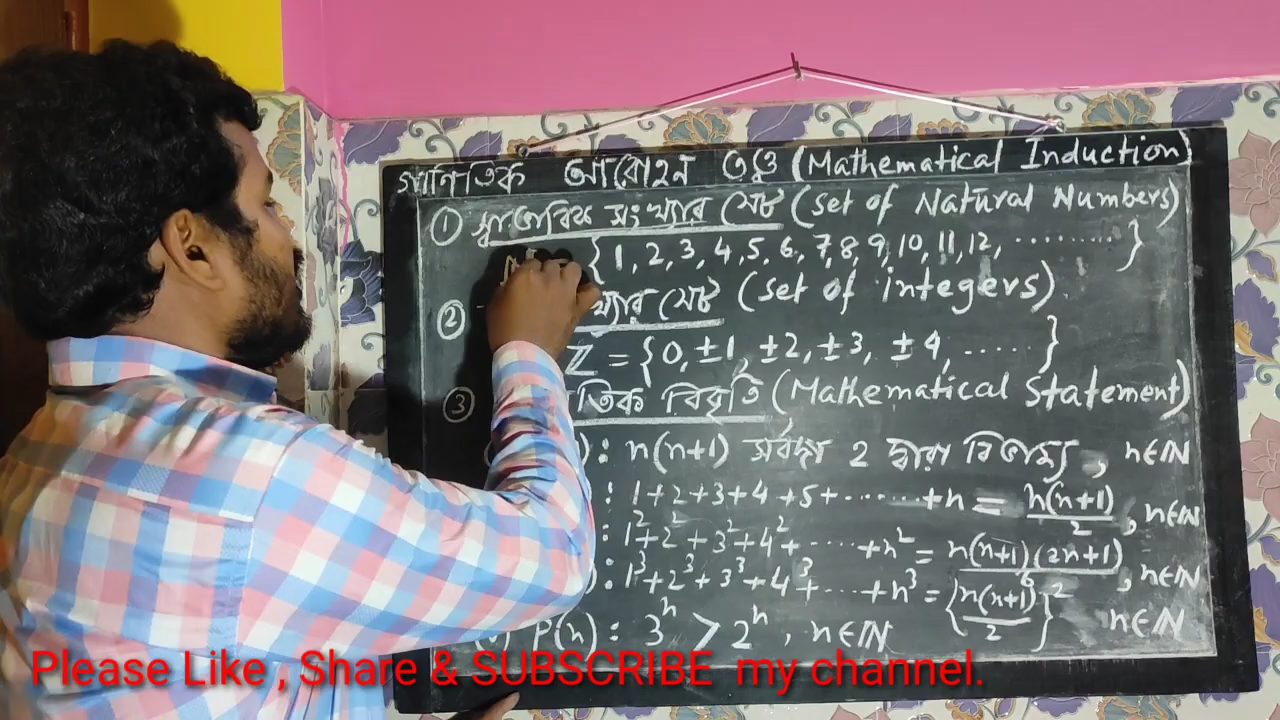 গাণিতিক আরোহন তত্ত্ব (Mathematical Induction)
① স্বাভাবিক সংখ্যার সেট (set of Natural Numbers)
{1, 2, 3, 4, 5, 6, 7, 8, 9, 10, 11, 12, ..........}
② খ্যার সেট (set of integers)
ℤ = {0, ±1, ±2, ±3, ±4, .....}
③ তিক বিবৃতি (Mathematical Statement)
): n(n+1) সর্বদা 2 দ্বারা বিভাজ্য, n∈ℕ
: 1+2+3+4+5+.......+n = n(n+1)/2, n∈ℕ
: 1²+2²+3²+4²+.....+n² = n(n+1)(2n+1)/6, n∈ℕ
): 1³+2³+3³+4³+...+n³ = {n(n+1)/2}² n∈ℕ
) P(n): 3ⁿ > 2ⁿ, n∈ℕ
Please Like , Share & SUBSCRIBE my channel.